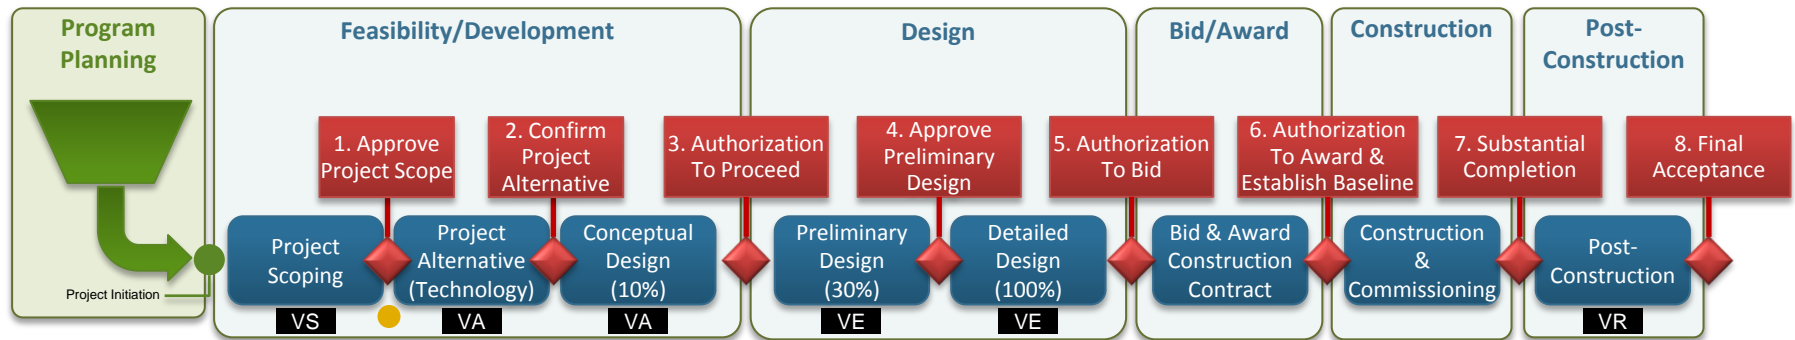 Program
Planning
Feasibility/Development
Design
Bid/Award
Construction
Post-
Construction
1. Approve
Project Scope
2. Confirm
Project
Alternative
3. Authorization
To Proceed
4. Approve
Preliminary
Design
5. Authorization
To Bid
6. Authorization
To Award &
Establish Baseline
7. Substantial
Completion
8. Final
Acceptance
Project Initiation
Project
Scoping
Project
Alternative
(Technology)
Conceptual
Design
(10%)
Preliminary
Design
(30%)
Detailed
Design
(100%)
Bid & Award
Construction
Contract
Construction
&
Commissioning
Post-
Construction
VS
VA
VA
VE
VE
VR